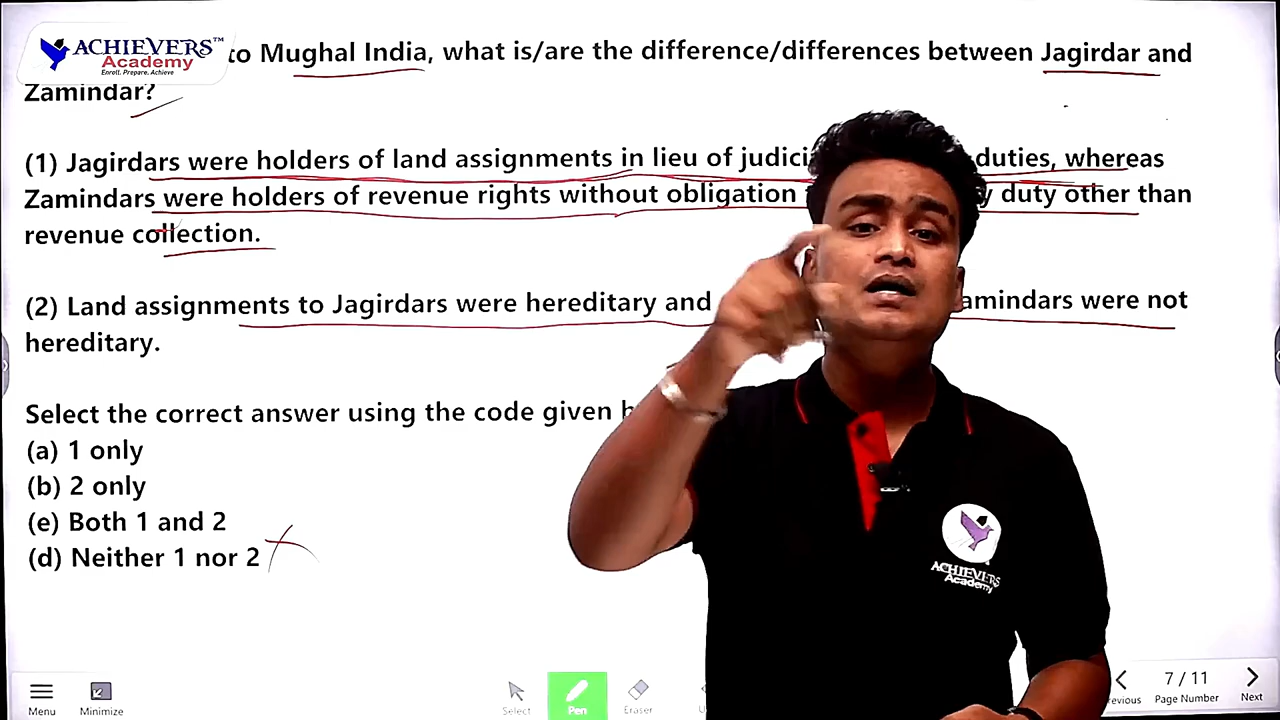 ACHIEVERS™
Academy
Enroll. Prepare. Achieve
to Mughal India, what is/are the difference/differences between Jagirdar and
Zamindar?
(1) Jagirdars were holders of land assignments in lieu of judici duties, whereas
Zamindars were holders of revenue rights without obligation y duty other than
revenue collection.
(2) Land assignments to Jagirdars were hereditary and amindars were not
hereditary.
Select the correct answer using the code given
(a) 1 only
(b) 2 only
(e) Both 1 and 2
(d) Neither 1 nor 2
ACHIEVERS
Academy
Menu
Minimize
Select
Pen
Eraser
revious
7 / 11
Page Number
Next